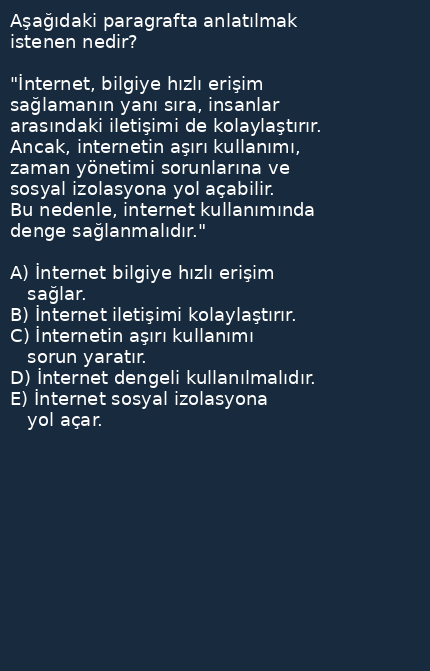 Aşağıdaki paragrafta anlatılmak
istenen nedir?
"İnternet, bilgiye hızlı erişim
sağlamanın yanı sıra, insanlar
arasındaki iletişimi de kolaylaştırır.
Ancak, internetin aşırı kullanımı,
zaman yönetimi sorunlarına ve
sosyal izolasyona yol açabilir.
Bu nedenle, internet kullanımında
denge sağlanmalıdır."
A) İnternet bilgiye hızlı erişim
sağlar.
B) İnternet iletişimi kolaylaştırır.
C) İnternetin aşırı kullanımı
sorun yaratır.
D) İnternet dengeli kullanılmalıdır.
E) İnternet sosyal izolasyona
yol açar.